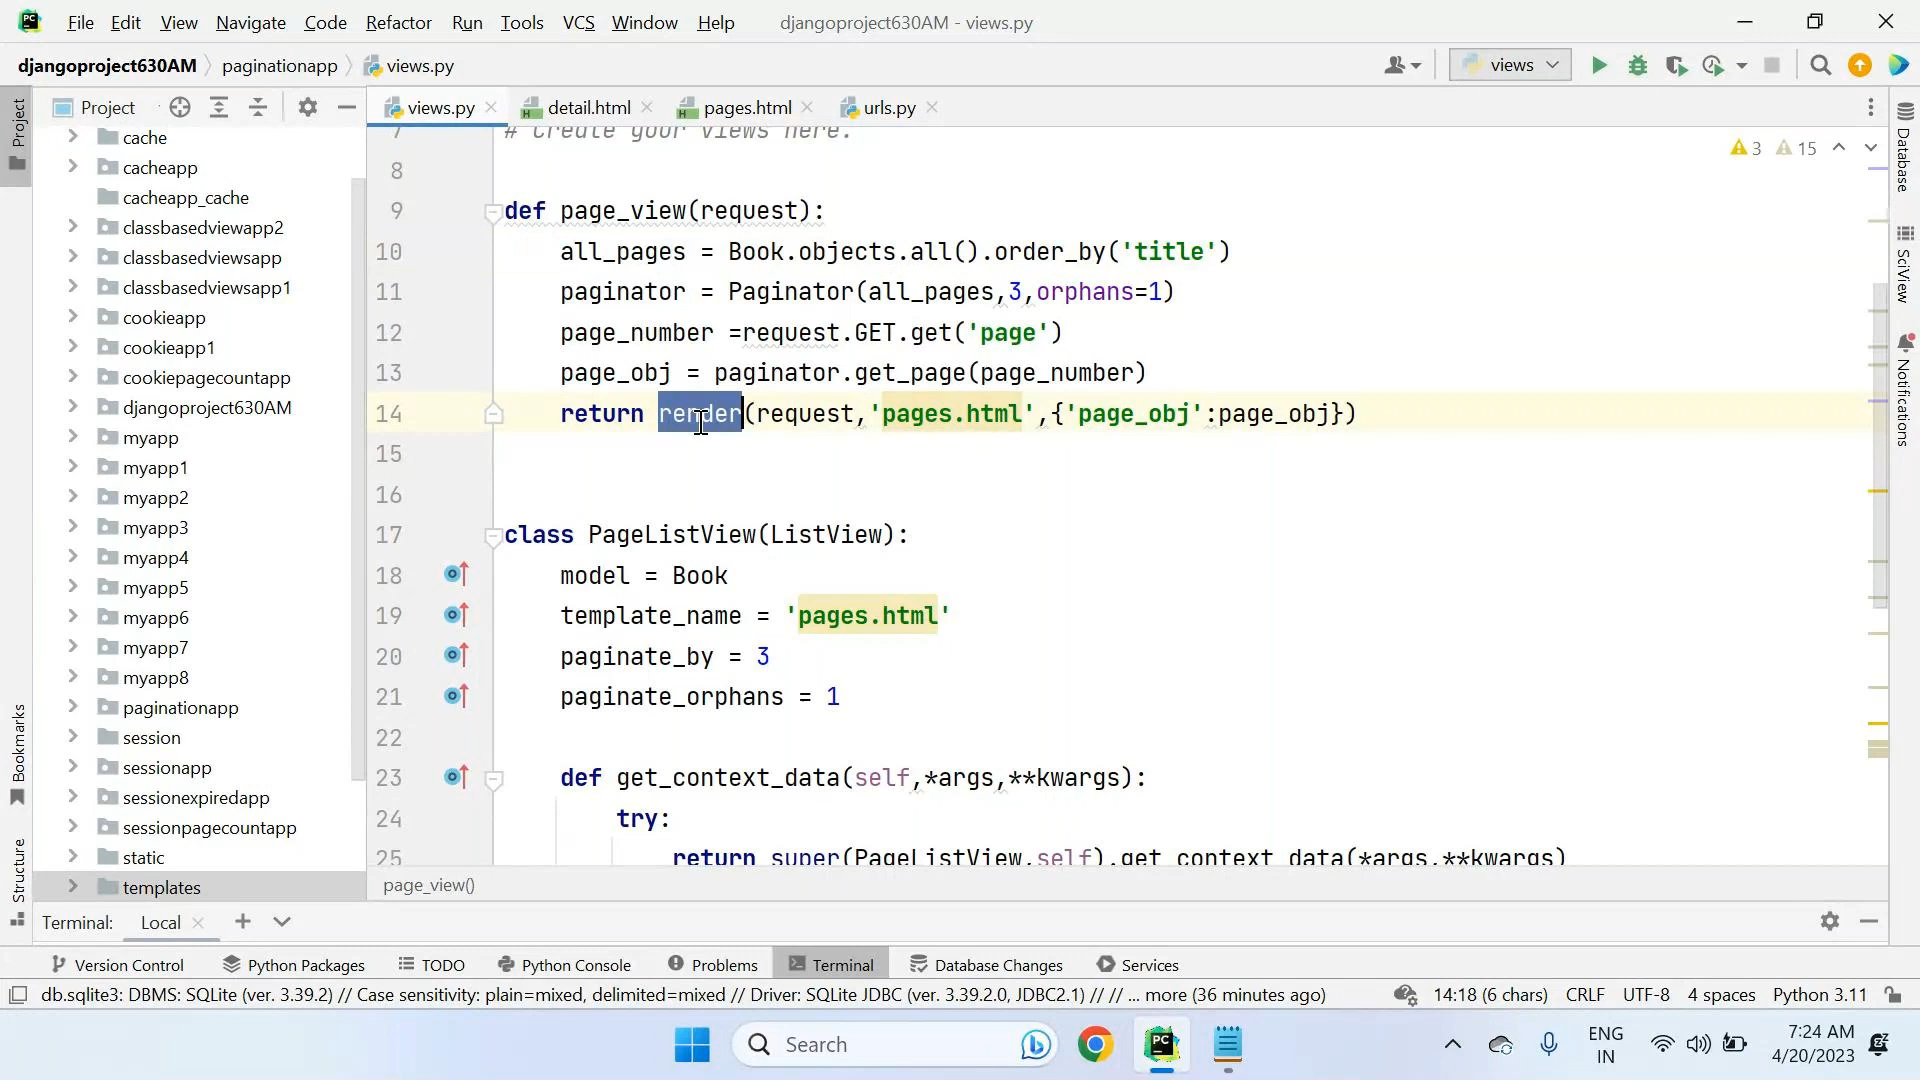 File Edit View Navigate Code Refactor Run Tools VCS Window Help djangoproject630AM - views.py
djangoproject630AM paginationapp views.py views
Project views.py detail.html pages.html urls.py
7 # Create your views here.
8
9 def page_view(request):
10 all_pages = Book.objects.all().order_by('title')
11 paginator = Paginator(all_pages,3,orphans=1)
12 page_number =request.GET.get('page')
13 page_obj = paginator.get_page(page_number)
14 return render(request,'pages.html',{'page_obj':page_obj})
15
16
17 class PageListView(ListView):
18 model = Book
19 template_name = 'pages.html'
20 paginate_by = 3
21 paginate_orphans = 1
22
23 def get_context_data(self,*args,**kwargs):
24 try:
25 return super(PageListView,self).get_context_data(*args,**kwargs)
3 15
cache
cacheapp
cacheapp_cache
classbasedviewapp2
classbasedviewsapp
classbasedviewsapp1
cookieapp
cookieapp1
cookiepagecountapp
djangoproject630AM
myapp
myapp1
myapp2
myapp3
myapp4
myapp5
myapp6
myapp7
myapp8
paginationapp
session
sessionapp
sessionexpiredapp
sessionpagecountapp
static
templates
Project
Bookmarks
Structure
Database
SciView
Notifications
page_view()
Terminal: Local
Version Control Python Packages TODO Python Console Problems Terminal Database Changes Services
db.sqlite3: DBMS: SQLite (ver. 3.39.2) // Case sensitivity: plain=mixed, delimited=mixed // Driver: SQLite JDBC (ver. 3.39.2.0, JDBC2.1) // // ... more (36 minutes ago) 14:18 (6 chars) CRLF UTF-8 4 spaces Python 3.11
Search
PC
ENG
IN
7:24 AM
4/20/2023